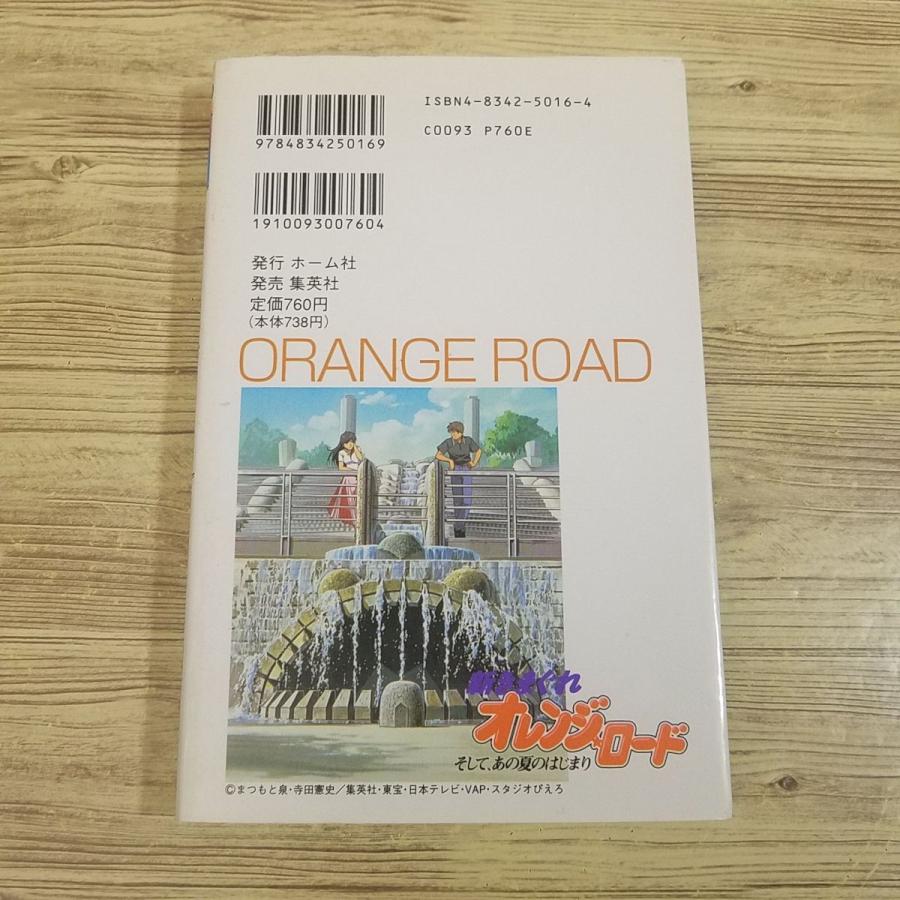 ISBN4-8342-5016-4
9784834250169
C0093 P760E
1910093007604
発行 ホーム社
発売 集英社
定価760円
(本体738円)
ORANGE ROAD
新きまぐれ
オレンジ★ロード
そして、あの夏のはじまり
©まつもと泉・寺田憲史／集英社・東宝・日本テレビ・VAP・スタジオぴえろ